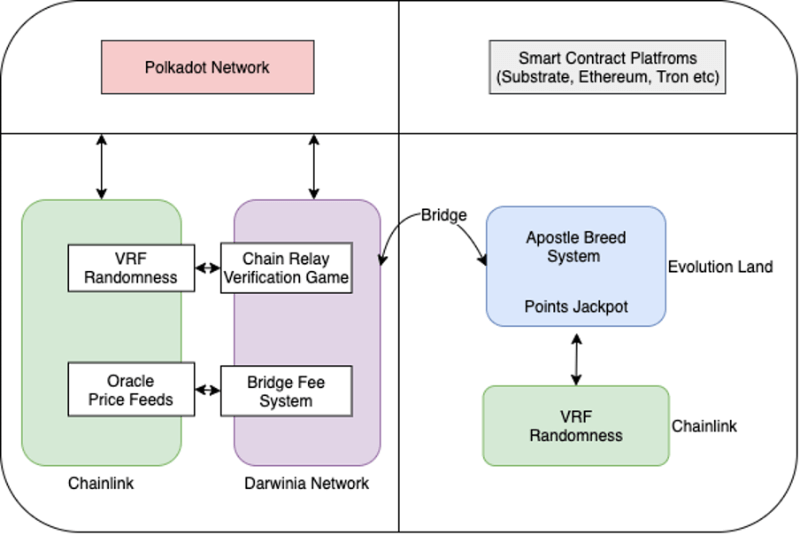 Polkadot Network
Smart Contract Platfroms
(Substrate, Ethereum, Tron etc)
VRF
Randomness
Chain Relay
Verification Game
Oracle
Price Feeds
Bridge Fee
System
Chainlink
Darwinia Network
Bridge
Apostle Breed
System
Points Jackpot
Evolution Land
VRF
Randomness
Chainlink